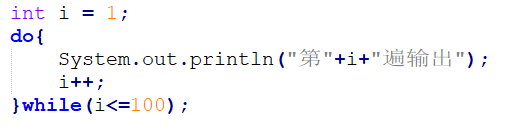 int i = 1;
do{
    System.out.println("第"+i+"遍输出");
    i++;
}while(i<=100);